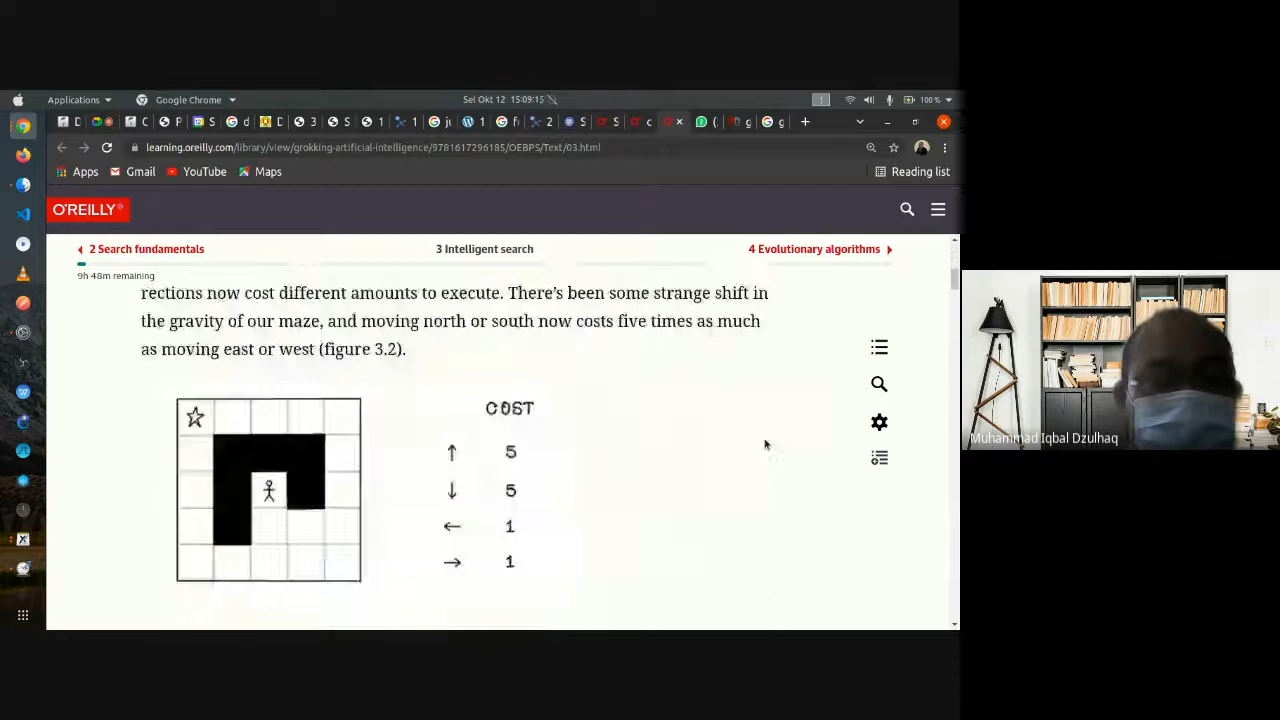 Applications
Google Chrome
Sel Okt 12 15:09:15
1
100 %
learning.oreilly.com/library/view/grokking-artificial-intelligence/9781617296185/OEBPS/Text/03.html
Apps
Gmail
YouTube
Maps
Reading list
O'REILLY®
2 Search fundamentals
3 Intelligent search
4 Evolutionary algorithms
9h 48m remaining
rections now cost different amounts to execute. There's been some strange shift in
the gravity of our maze, and moving north or south now costs five times as much
as moving east or west (figure 3.2).
COST
↑ 5
↓ 5
← 1
→ 1
Muhammad Iqbal Dzulhaq